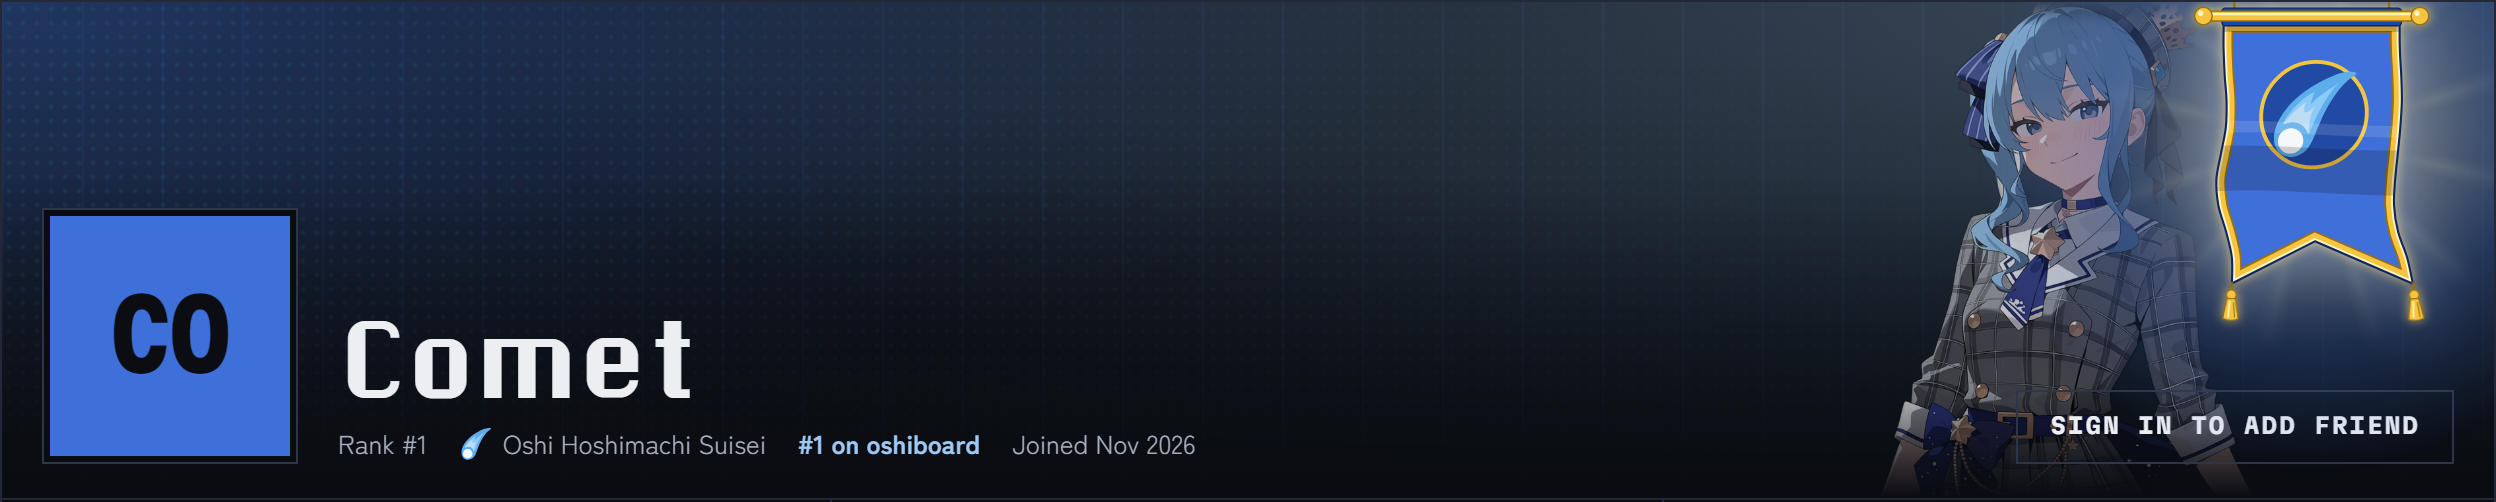 CO
Comet
Rank #1 Oshi Hoshimachi Suisei #1 on oshiboard Joined Nov 2026
SIGN IN TO ADD FRIEND